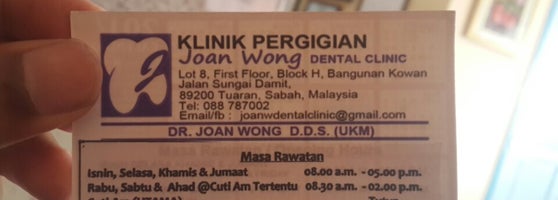 KLINIK PERGIGIAN
Joan Wong DENTAL CLINIC
Lot 8, First Floor, Block H, Bangunan Kowan
Jalan Sungai Damit,
89200 Tuaran, Sabah, Malaysia
Tel: 088 787002
Email/fb : joanwdentalclinic@gmail.com
DR. JOAN WONG D.D.S. (UKM)
Masa Rawatan
Isnin, Selasa, Khamis & Jumaat 08.00 a.m. - 05.00 p.m.
Rabu, Sabtu & Ahad @Cuti Am Tertentu 08.30 a.m. - 02.00 p.m.